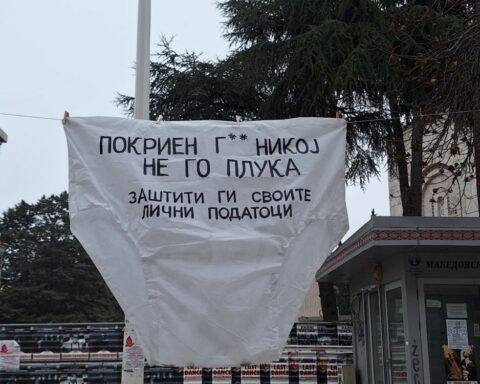 ПОКРИЕН Г** НИКОЈ
НЕ ГО ПЛУКА
ЗАШТИТИ ГИ СВОИТЕ
ЛИЧНИ ПОДАТОЦИ